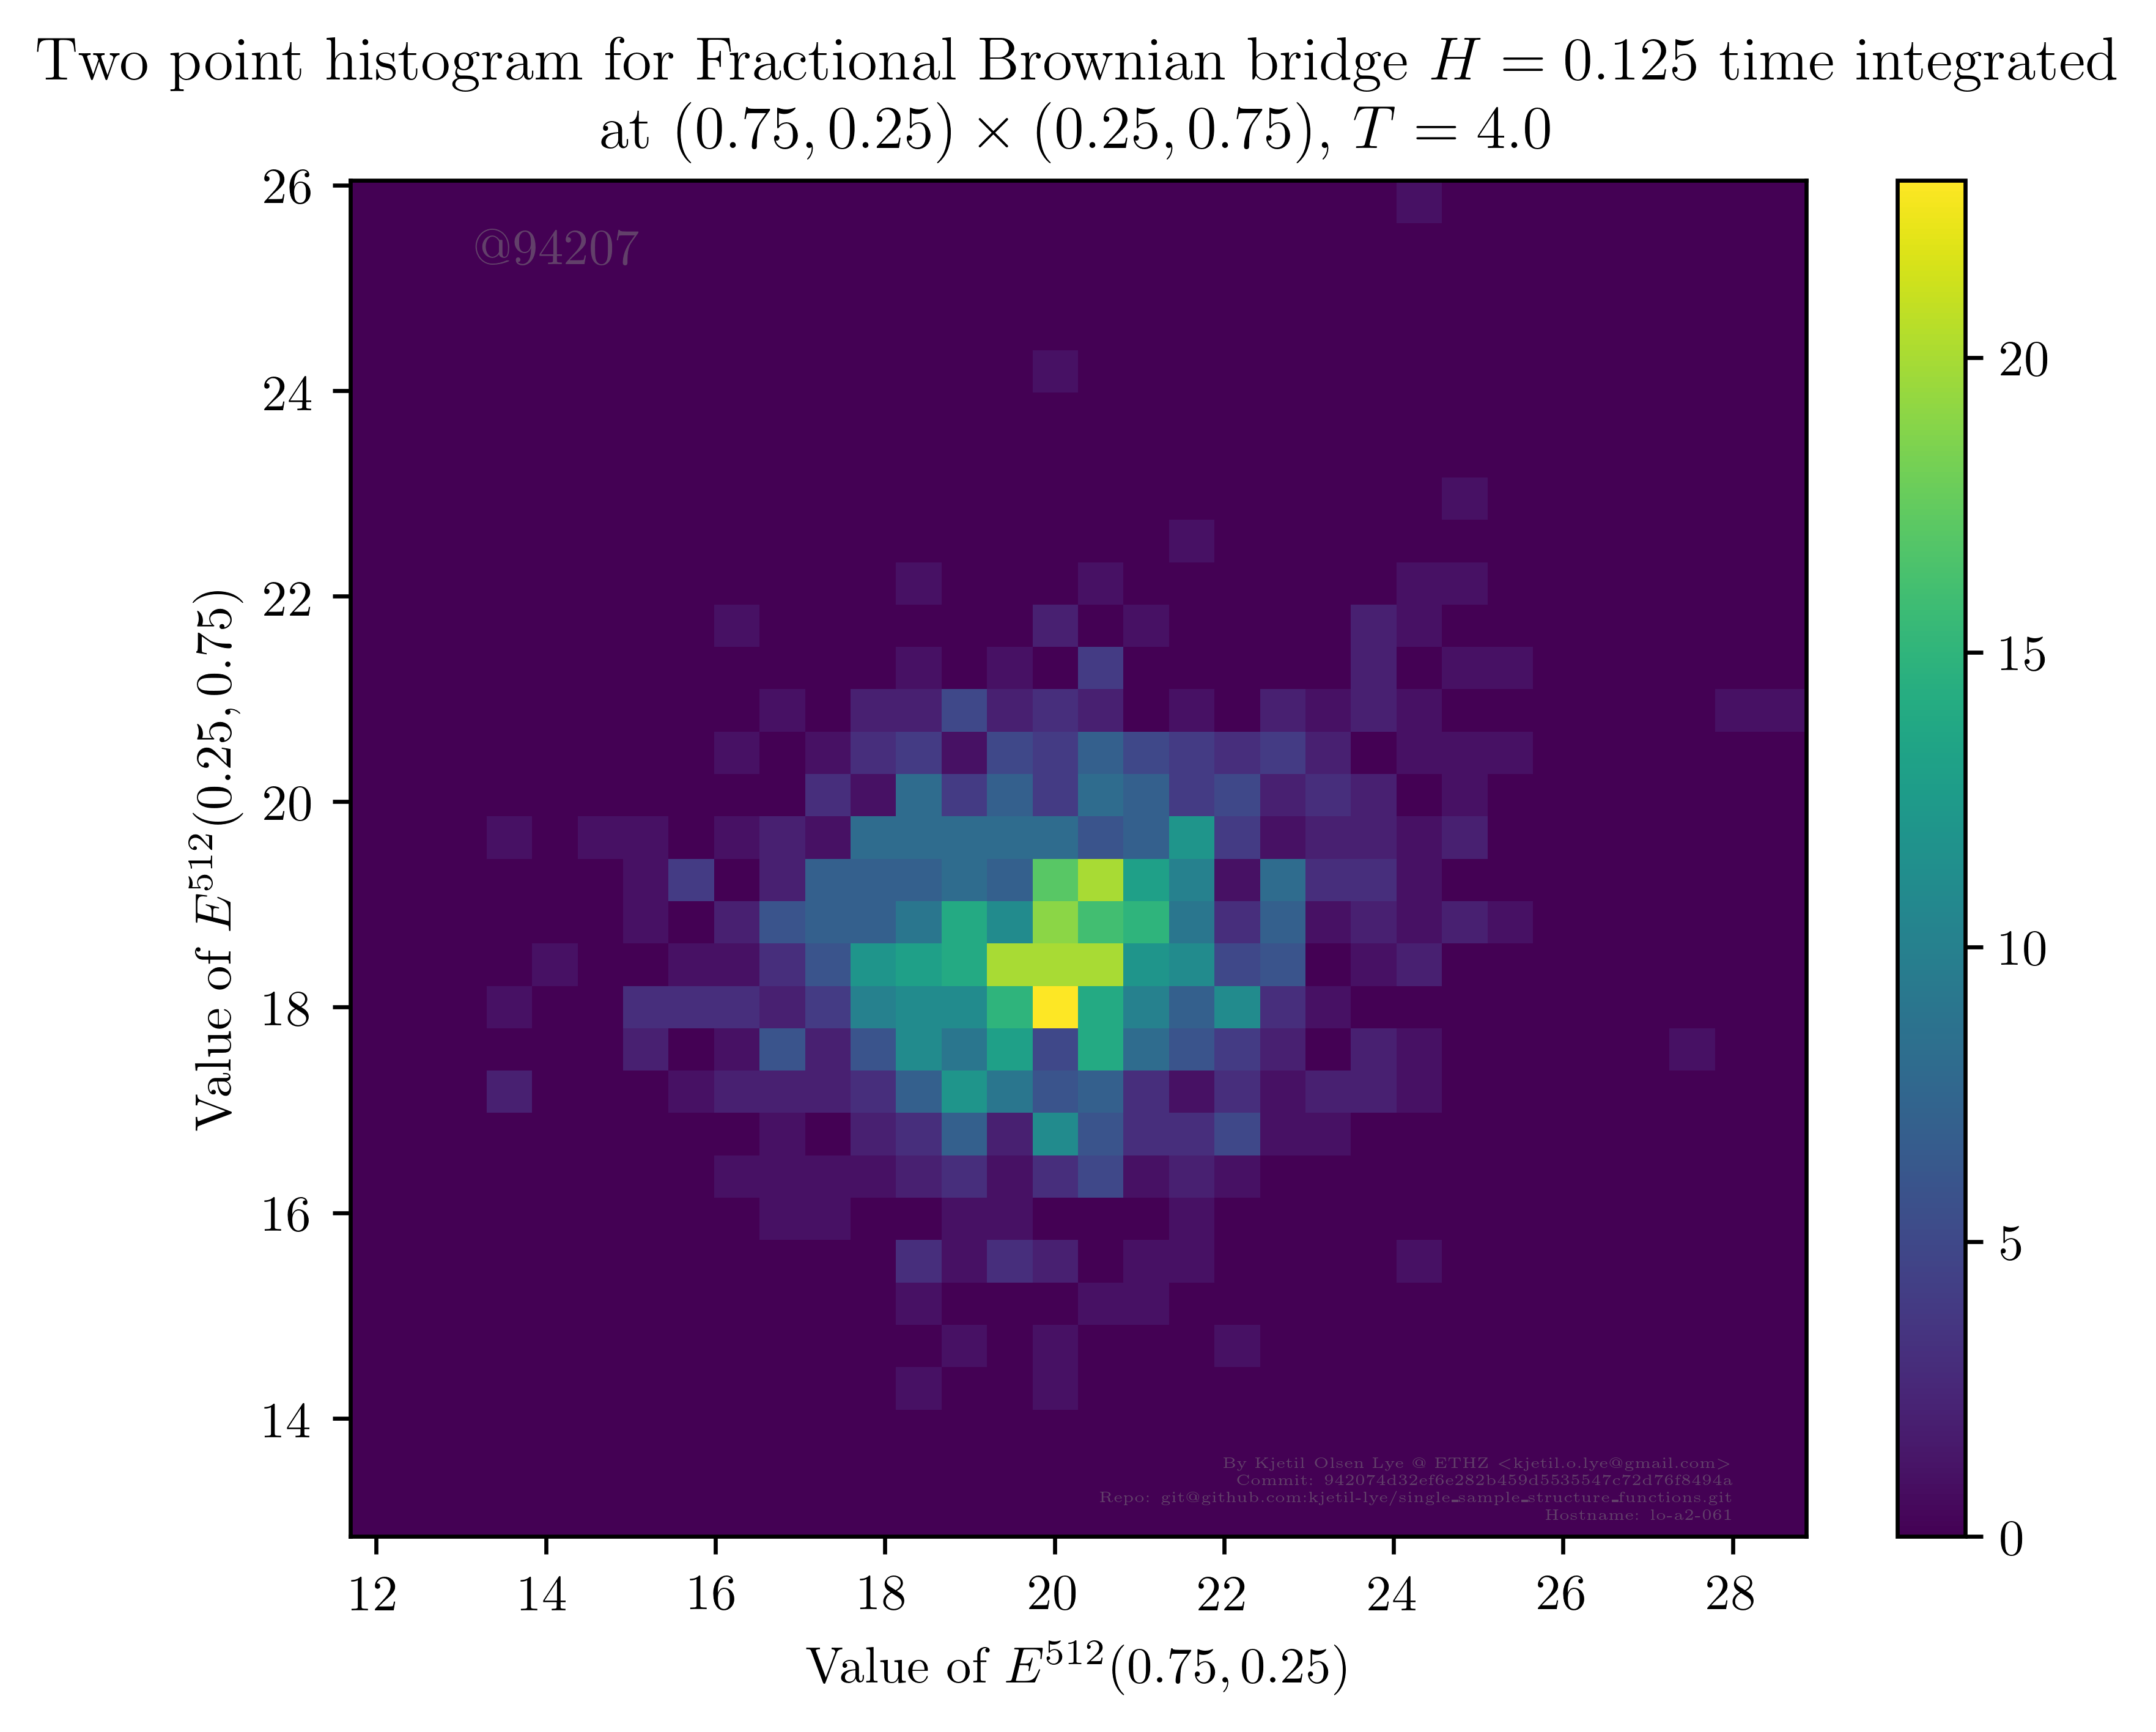 Two point histogram for Fractional Brownian bridge H = 0.125 time integrated
at (0.75, 0.25) × (0.25, 0.75), T = 4.0
@94207
26
24
22
20
18
16
14
Value of E^512(0.25, 0.75)
12 14 16 18 20 22 24 26 28
Value of E^512(0.75, 0.25)
20
15
10
5
0
By Kjetil Olsen Lye @ ETHZ <kjetil.o.lye@gmail.com>
Commit: 942074d32ef6e282b459d5535547c72d76f8494a
Repo: git@github.com:kjetil-lye/single_sample_structure_functions.git
Hostname: lo-a2-061